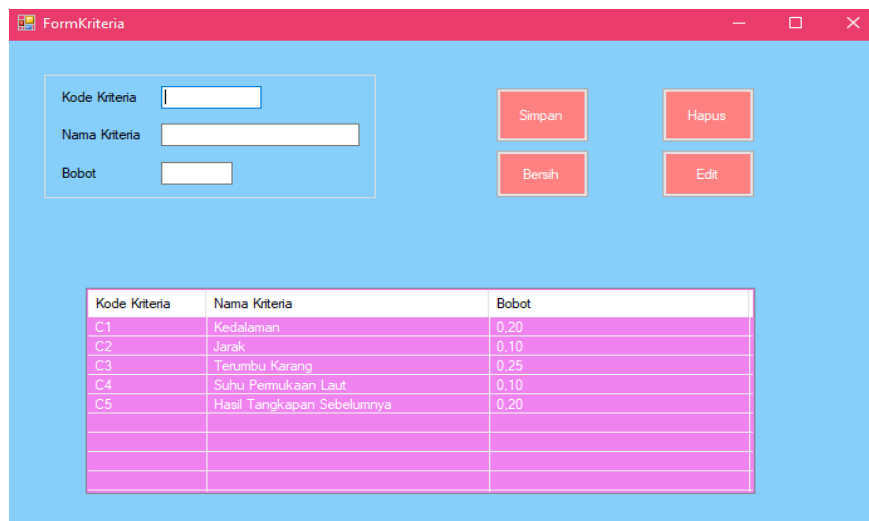 FormKriteria
Kode Kriteria
Nama Kriteria
Bobot
Simpan Hapus
Bersih Edit
Kode Kriteria Nama Kriteria Bobot
C1 Kedalaman 0,20
C2 Jarak 0,10
C3 Terumbu Karang 0,25
C4 Suhu Permukaan Laut 0,10
C5 Hasil Tangkapan Sebelumnya 0,20